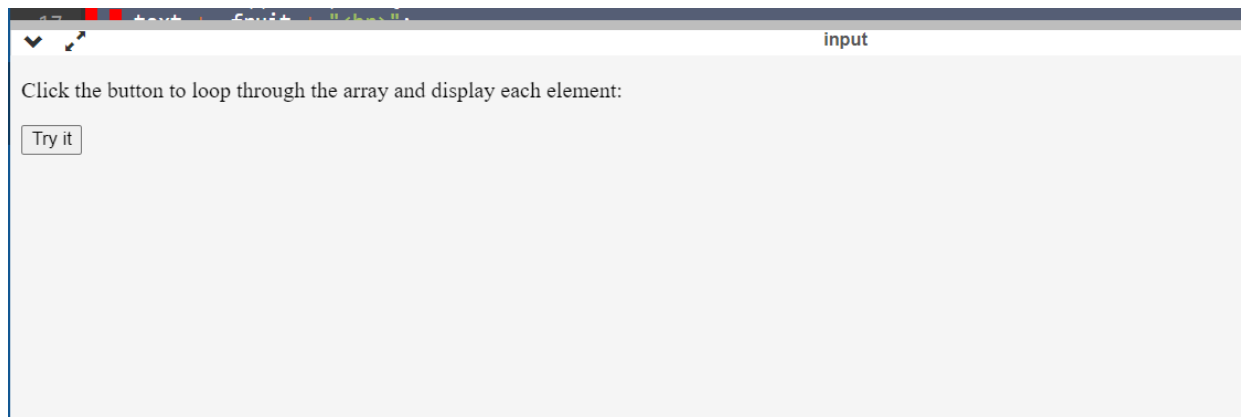 input
Click the button to loop through the array and display each element:
Try it